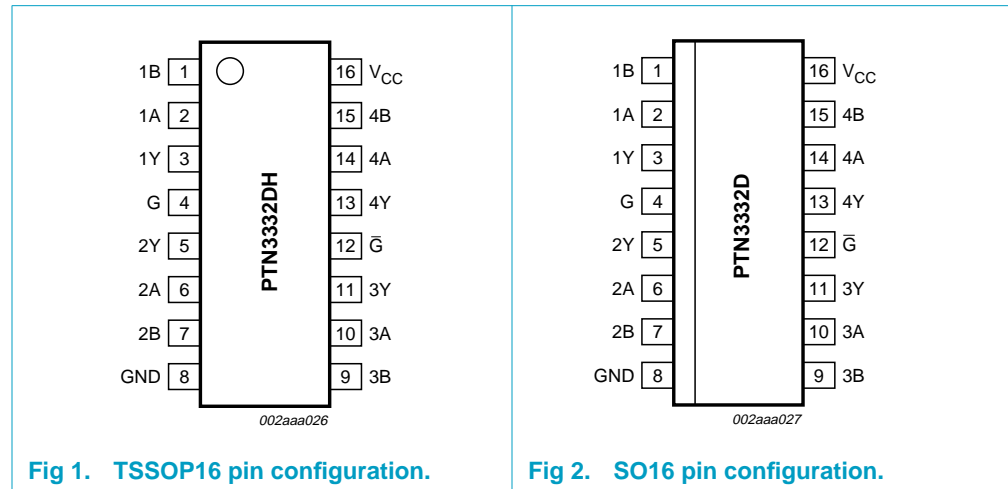 1B 1 16 VCC
1A 2 15 4B
1Y 3 14 4A
G 4 13 4Y
2Y 5 12 G̅
2A 6 11 3Y
2B 7 10 3A
GND 8 9 3B
PTN3332DH
002aaa026
Fig 1. TSSOP16 pin configuration.
1B 1 16 VCC
1A 2 15 4B
1Y 3 14 4A
G 4 13 4Y
2Y 5 12 G̅
2A 6 11 3Y
2B 7 10 3A
GND 8 9 3B
PTN3332D
002aaa027
Fig 2. SO16 pin configuration.